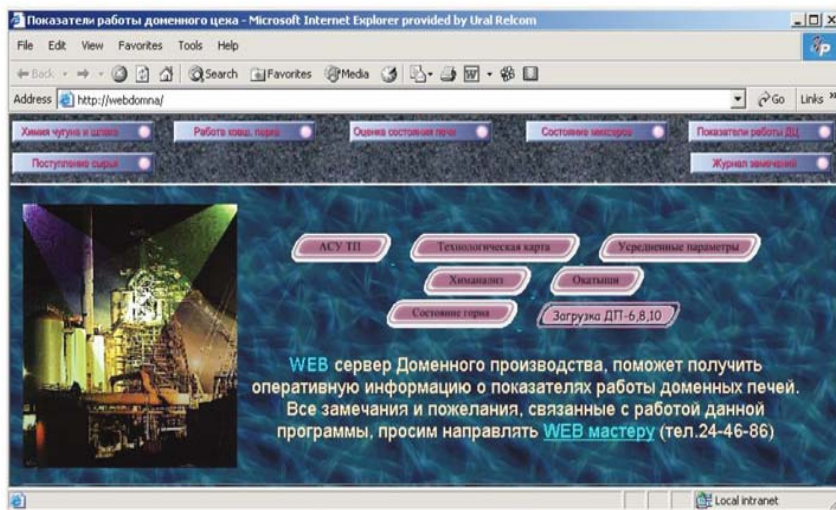 Показатели работы доменного цеха - Microsoft Internet Explorer provided by Ural Relcom
File Edit View Favorites Tools Help
Back Search Favorites Media
Address http://webdomna/ Go Links »
Химия чугуна и шлака Работа ковш. парка Оценка состояния печи Состояние миксеров Показатели работы ДЦ
Поступление сырья Журнал замечаний
АСУ ТП Технологическая карта Усредненные параметры
Химанализ Окатыши
Состояние горна Загрузка ДП-6,8,10
WEB сервер Доменного производства, поможет получить
оперативную информацию о показателях работы доменных печей.
Все замечания и пожелания, связанные с работой данной
программы, просим направлять WEB мастеру (тел.24-46-86)
Local intranet